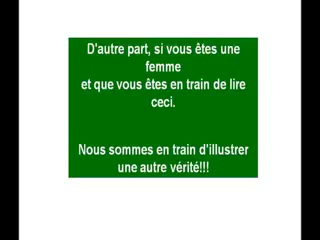 D'autre part, si vous êtes une
femme
et que vous êtes en train de lire
ceci.
Nous sommes en train d'illustrer
une autre vérité!!!